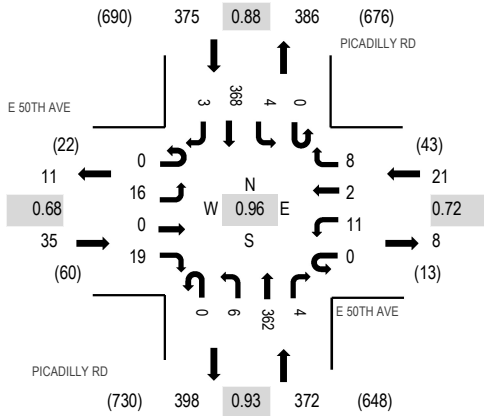 (690) 375 0.88 386 (676)
PICADILLY RD
3 368 4 0
E 50TH AVE
(22) (43)
11 0 8 21
16 N 2
0.68 W 0.96 E 0.72
35 0 S 11 8
19 0
(60) (13)
0 6 362 4
E 50TH AVE
PICADILLY RD
(730) 398 0.93 372 (648)